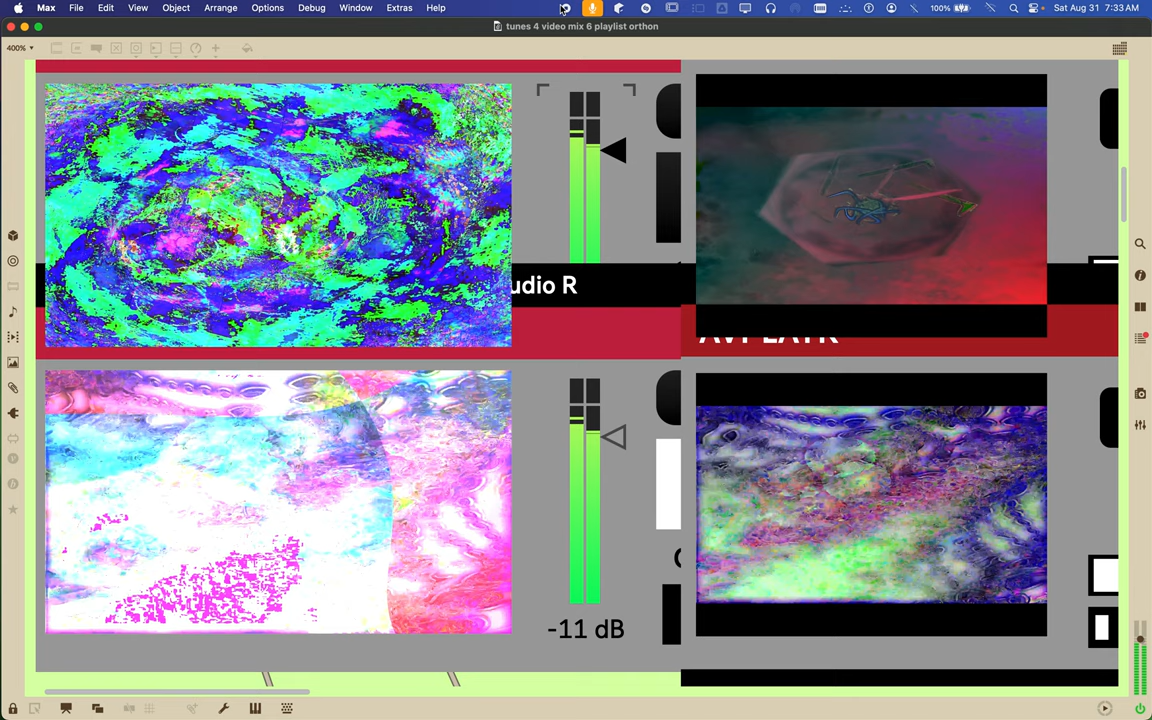 Max File Edit View Object Arrange Options Debug Window Extras Help 100% Sat Aug 31 7:33 AM
tunes 4 video mix 6 playlist orthon
400%
udio R
-11 dB